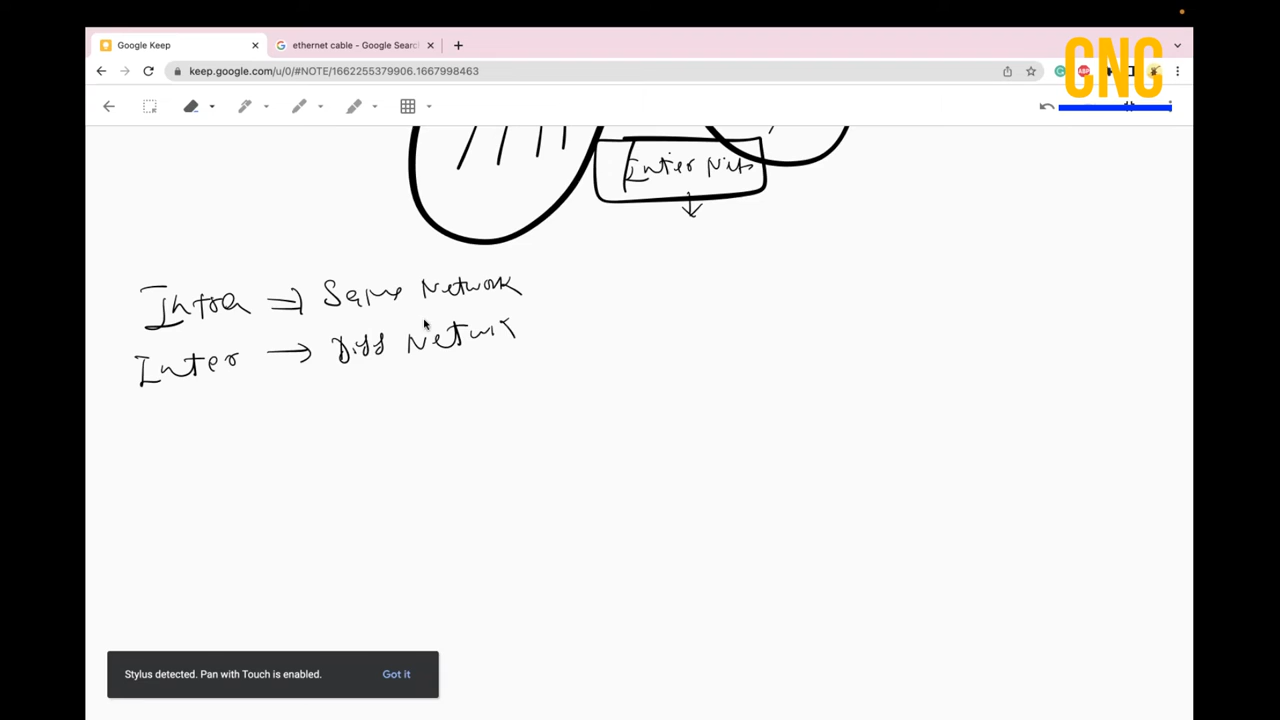 Google Keep
ethernet cable - Google Searc
keep.google.com/u/0/#NOTE/1662255379906.1667998463
CNC
Inter Nets
Intra ⇒ Same Network
Inter → Diff Network
Stylus detected. Pan with Touch is enabled. Got it